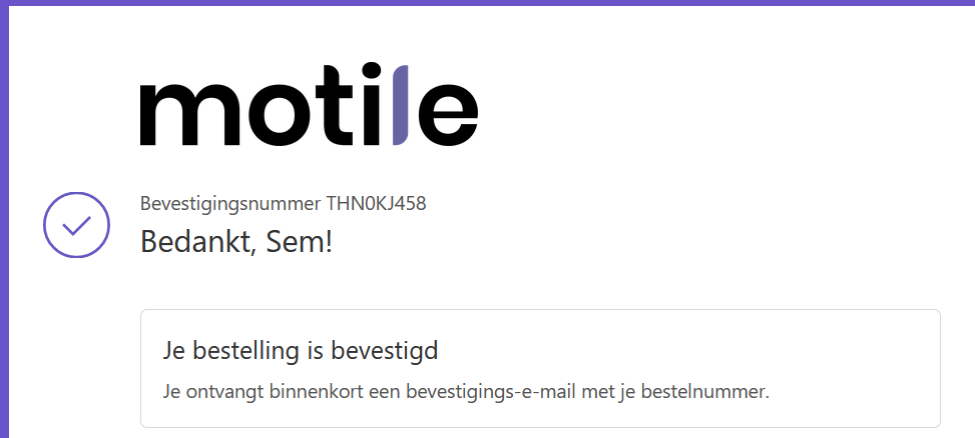 motile
Bevestigingsnummer THN0KJ458
Bedankt, Sem!
Je bestelling is bevestigd
Je ontvangt binnenkort een bevestigings-e-mail met je bestelnummer.